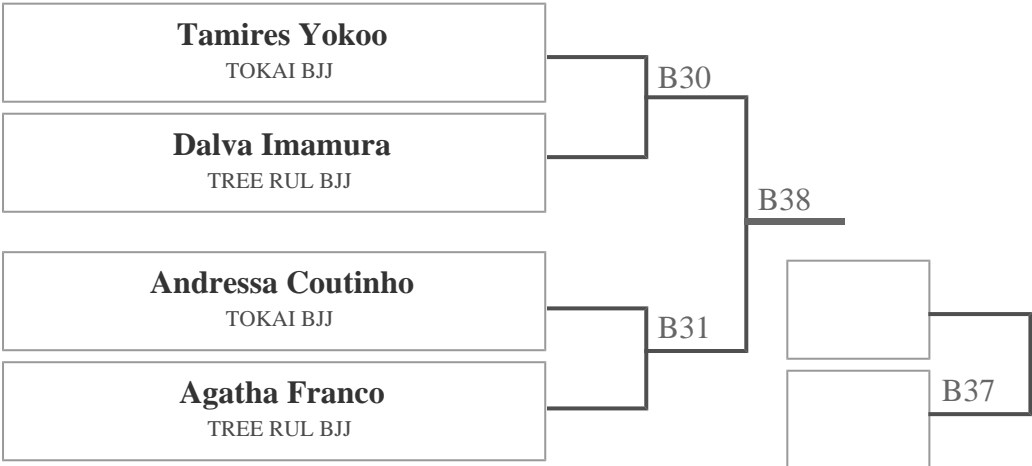 Tamires Yokoo
TOKAI BJJ
B30
Dalva Imamura
TREE RUL BJJ
B38
Andressa Coutinho
TOKAI BJJ
B31
Agatha Franco
TREE RUL BJJ
B37